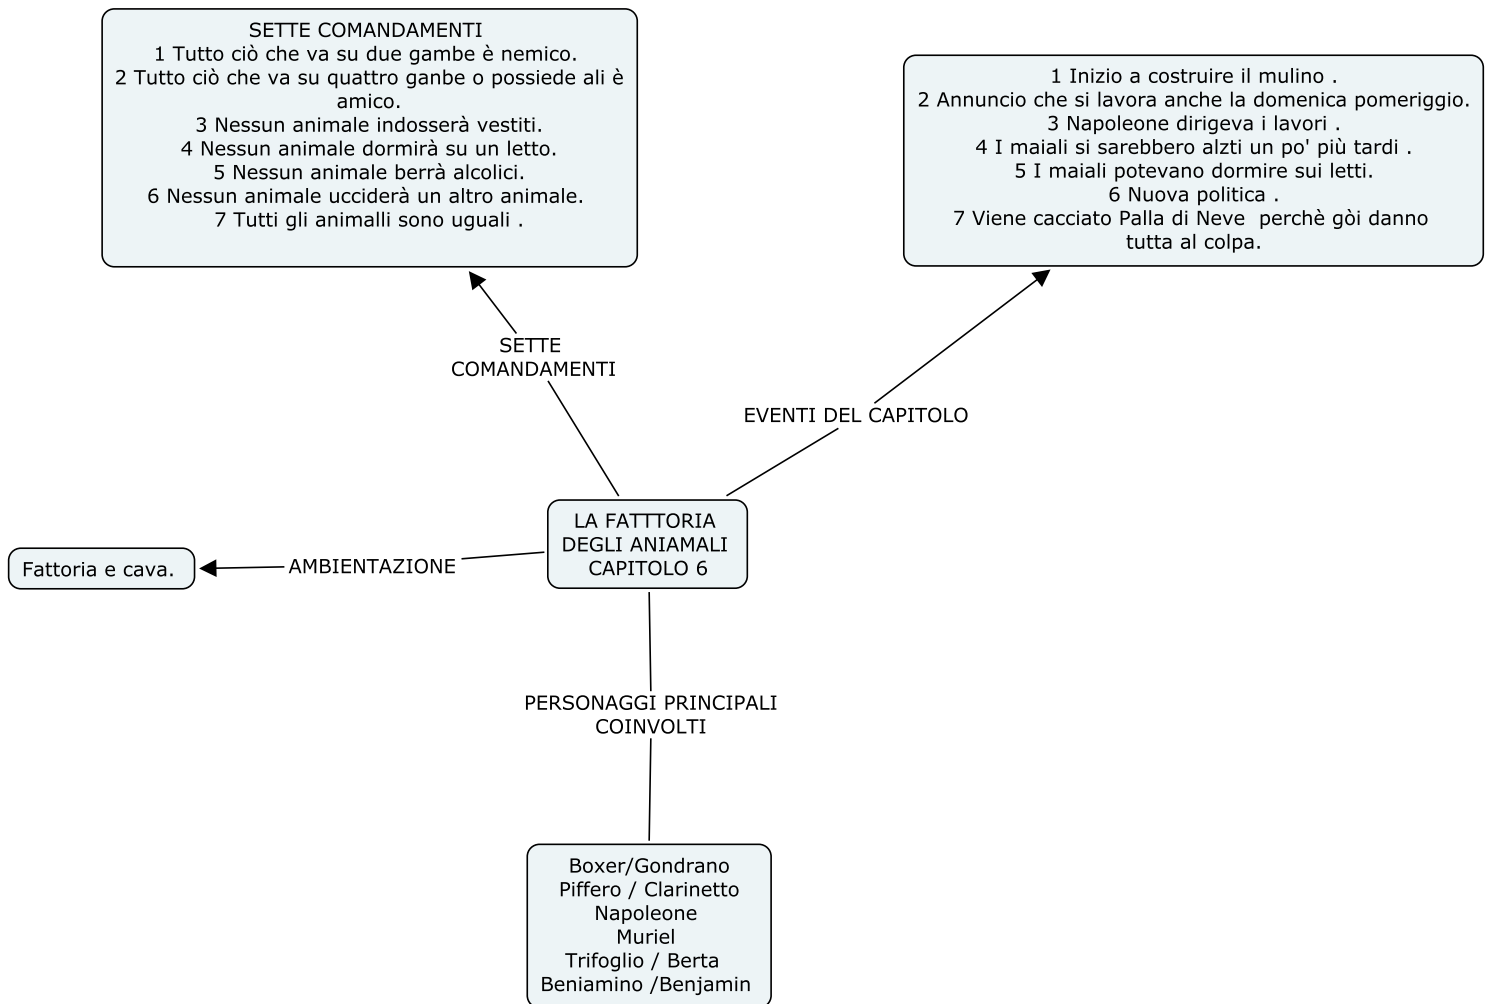 SETTE COMANDAMENTI
1 Tutto ciò che va su due gambe è nemico.
2 Tutto ciò che va su quattro ganbe o possiede ali è
amico.
3 Nessun animale indosserà vestiti.
4 Nessun animale dormirà su un letto.
5 Nessun animale berrà alcolici.
6 Nessun animale ucciderà un altro animale.
7 Tutti gli animalli sono uguali .
1 Inizio a costruire il mulino .
2 Annuncio che si lavora anche la domenica pomeriggio.
3 Napoleone dirigeva i lavori .
4 I maiali si sarebbero alzti un po' più tardi .
5 I maiali potevano dormire sui letti.
6 Nuova politica .
7 Viene cacciato Palla di Neve perchè gòi danno
tutta al colpa.
SETTE
COMANDAMENTI
EVENTI DEL CAPITOLO
LA FATTTORIA
DEGLI ANIAMALI
CAPITOLO 6
AMBIENTAZIONE
Fattoria e cava.
PERSONAGGI PRINCIPALI
COINVOLTI
Boxer/Gondrano
Piffero / Clarinetto
Napoleone
Muriel
Trifoglio / Berta
Beniamino /Benjamin